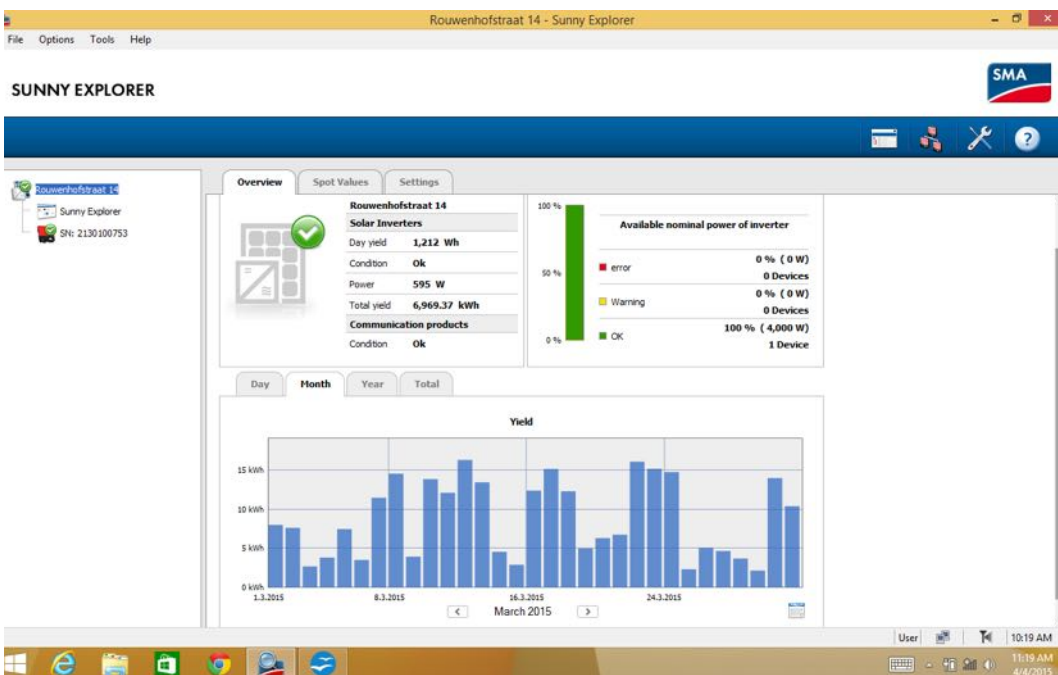 Rouwenhofstraat 14 - Sunny Explorer
File Options Tools Help
SUNNY EXPLORER
SMA
?
Rouwenhofstraat 14
Sunny Explorer
SN: 2130100753
Overview Spot Values Settings
Rouwenhofstraat 14
Solar Inverters
Day yield 1,212 Wh
Condition Ok
Power 595 W
Total yield 6,969.37 kWh
Communication products
Condition Ok
100 %
50 %
0 %
Available nominal power of inverter
error 0 % ( 0 W)
0 Devices
Warning 0 % ( 0 W)
0 Devices
OK 100 % ( 4,000 W)
1 Device
Day Month Year Total
Yield
15 kWh
10 kWh
5 kWh
0 kWh
1.3.2015 8.3.2015 16.3.2015 24.3.2015
< March 2015 >
User 10:19 AM
11:19 AM
4/4/2015